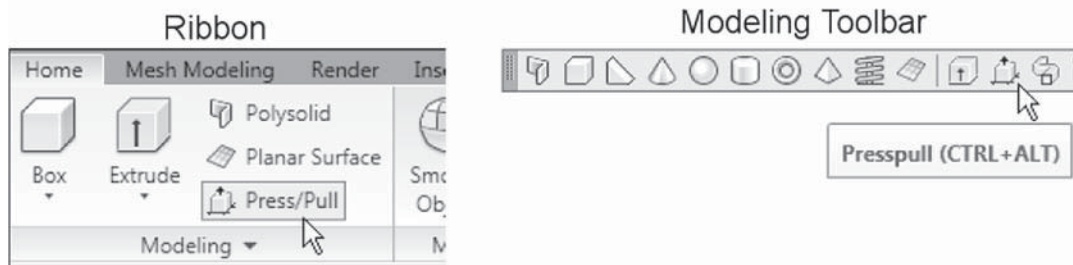 Ribbon
Home Mesh Modeling Render Ins
Box
Extrude
Polysolid
Planar Surface
Press/Pull
Smo
Ob
Modeling
M
Modeling Toolbar
Presspull (CTRL+ALT)